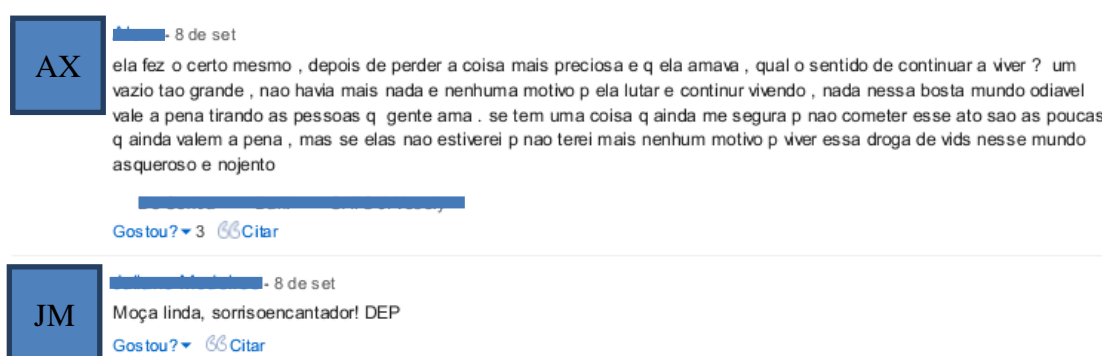 AX
- 8 de set
ela fez o certo mesmo , depois de perder a coisa mais preciosa e q ela amava , qual o sentido de continuar a viver ? um
vazio tao grande , nao havia mais nada e nenhuma motivo p ela lutar e continur vivendo , nada nessa bosta mundo odiavel
vale a pena tirando as pessoas q gente ama . se tem uma coisa q ainda me segura p nao cometer esse ato sao as poucas
q ainda valem a pena , mas se elas nao estiverei p nao terei mais nenhum motivo p viver essa droga de vids nesse mundo
asqueroso e nojento
Gostou? 3 Citar
JM
- 8 de set
Moça linda, sorrisoencantador! DEP
Gostou? Citar